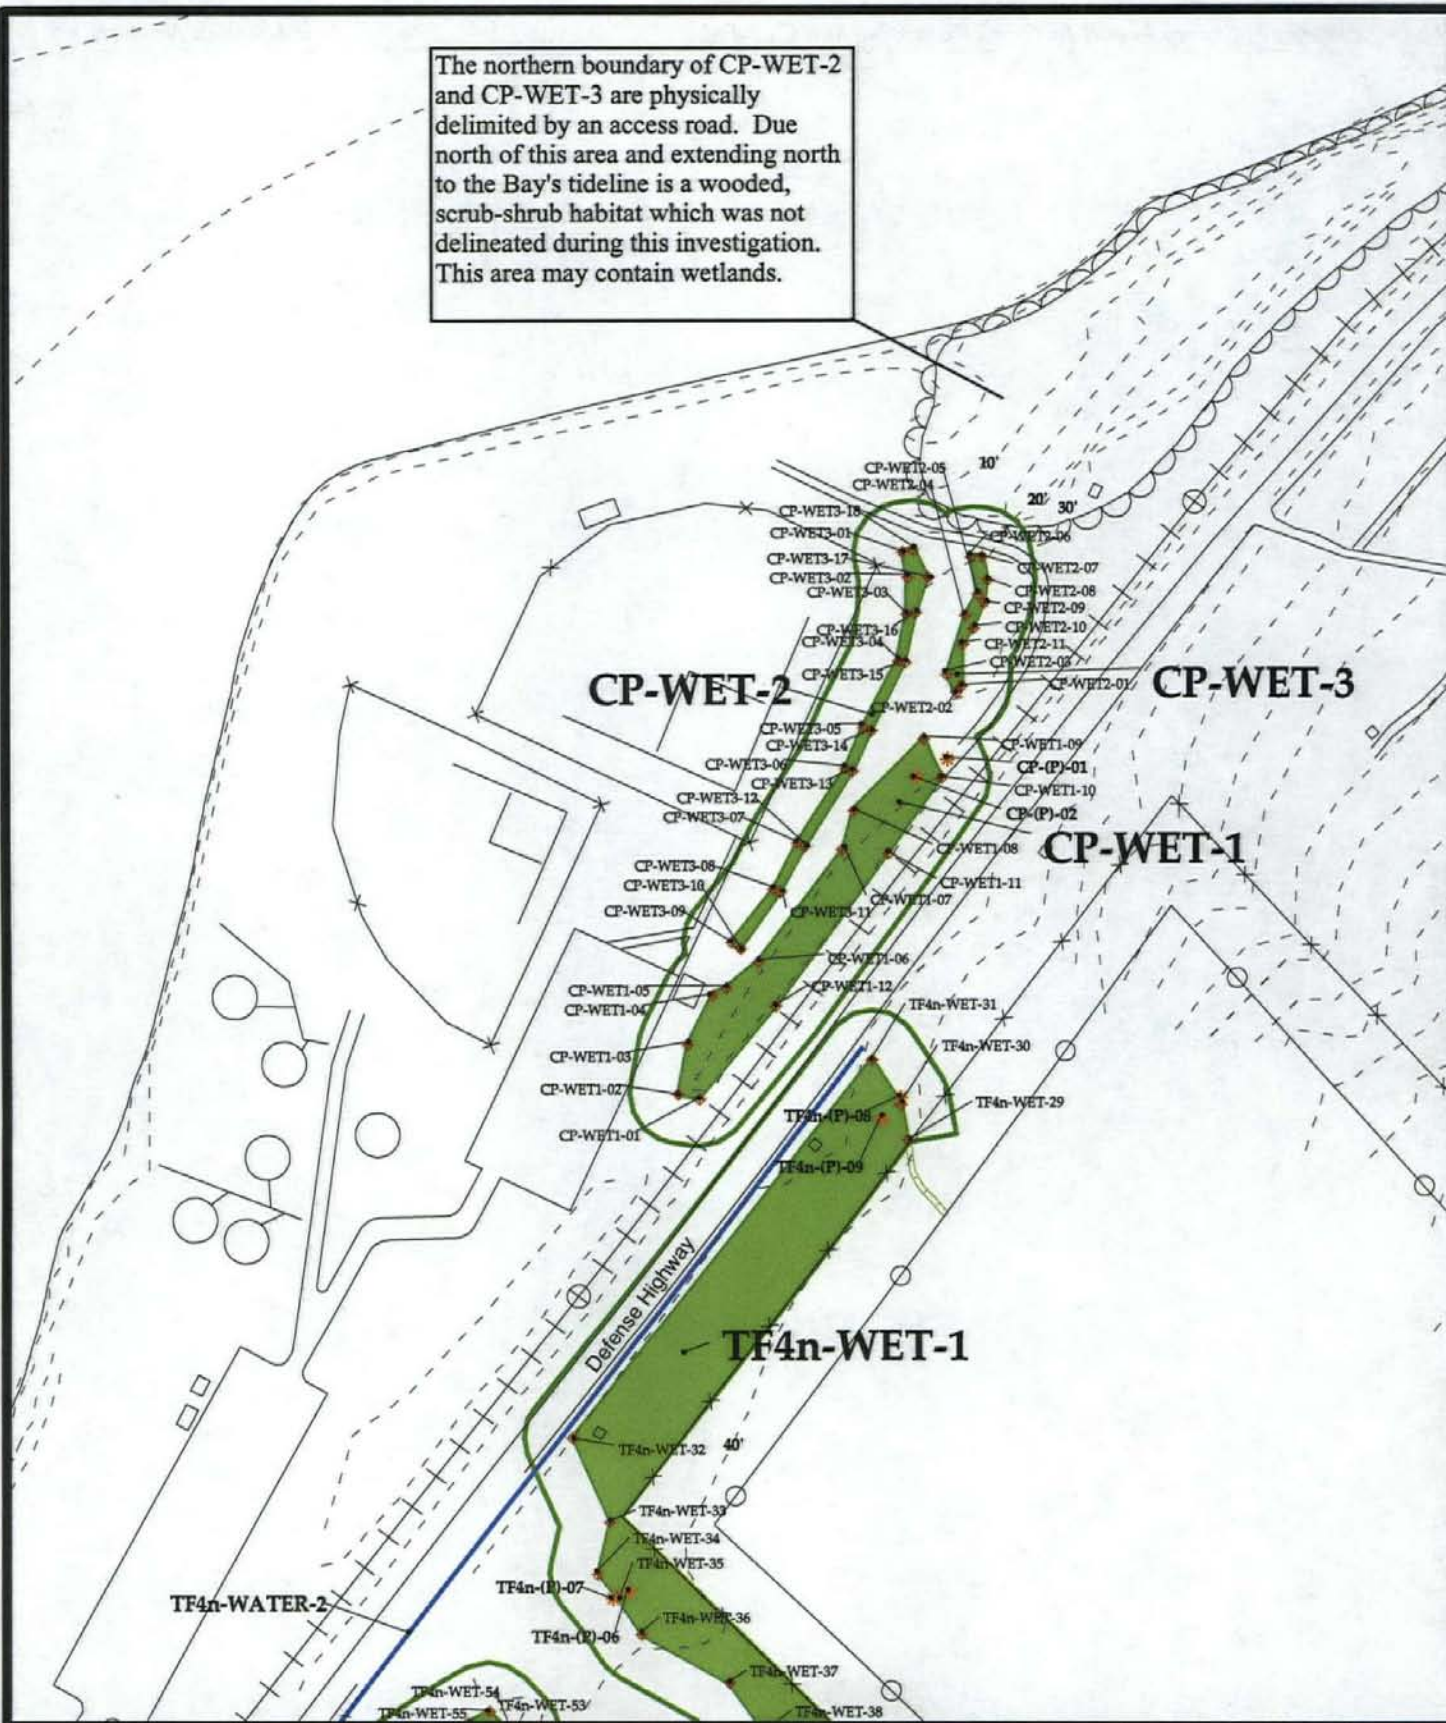 The northern boundary of CP-WET-2
and CP-WET-3 are physically
delimited by an access road. Due
north of this area and extending north
to the Bay's tideline is a wooded,
scrub-shrub habitat which was not
delineated during this investigation.
This area may contain wetlands.
CP-WET2-05
10'
CP-WET2-04
20'
30'
CP-WET3-18
CP-WET3-01
CP-WET2-06
CP-WET3-17
CP-WET2-07
CP-WET3-02
CP-WET3-03
CP-WET2-08
CP-WET2-09
CP-WET3-16
CP-WET2-10
CP-WET3-04
CP-WET2-11
CP-WET3-15
CP-WET2-03
CP-WET-2
CP-WET-3
CP-WET2-01
CP-WET2-02
CP-WET3-05
CP-WET3-14
CP-WET1-09
CP-WET3-06
CP-(P)-01
CP-WET3-13
CP-WET1-10
CP-WET3-12
CP-WET3-07
CP-(P)-02
CP-WET-1
CP-WET1-08
CP-WET3-08
CP-WET1-11
CP-WET3-10
CP-WET1-07
CP-WET3-09
CP-WET3-11
CP-WET1-06
CP-WET1-05
CP-WET1-12
CP-WET1-04
TF4n-WET-31
CP-WET1-03
TF4n-WET-30
CP-WET1-02
TF4n-WET-29
TF4n-(P)-08
CP-WET1-01
TF4n-(P)-09
Defense Highway
TF4n-WET-1
TF4n-WET-32
40'
TF4n-WET-33
TF4n-WET-34
TF4n-WET-35
TF4n-(P)-07
TF4n-WATER-2
TF4n-WET-36
TF4n-(P)-06
TF4n-WET-37
TF4n-WET-54
TF4n-WET-53
TF4n-WET-55
TF4n-WET-38